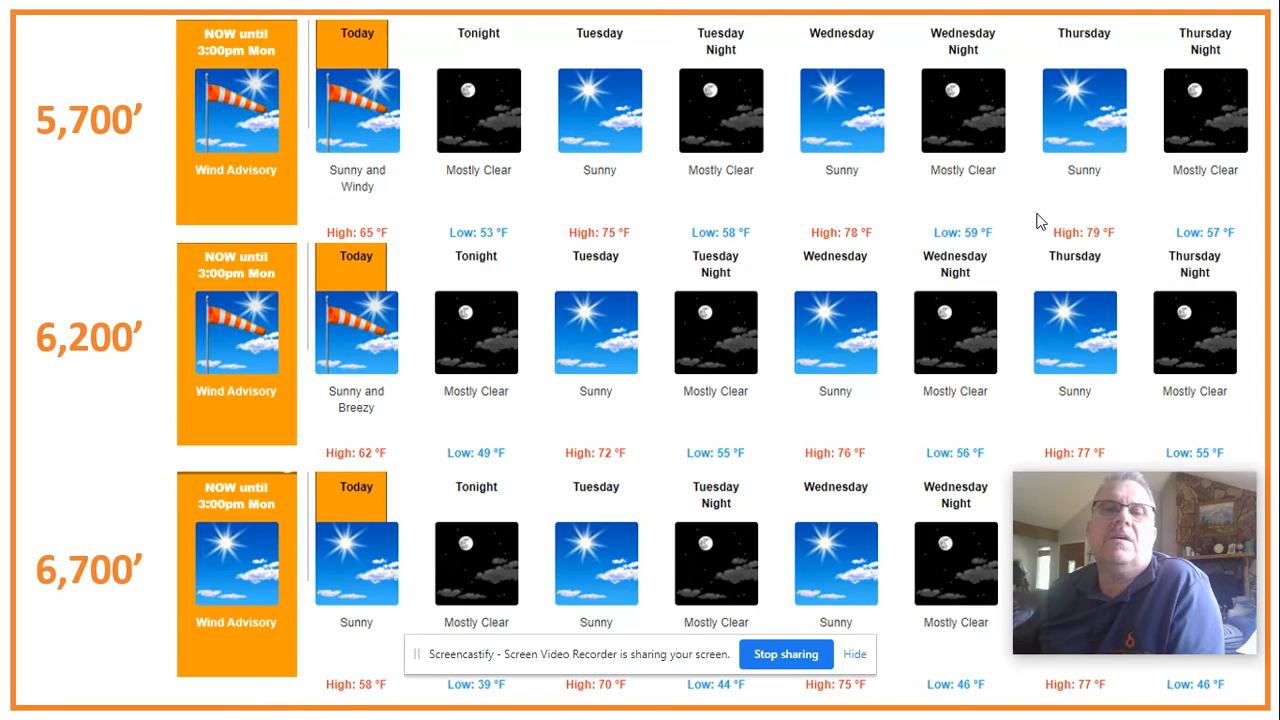 NOW until
3:00pm Mon
Today
Tonight
Tuesday
Tuesday
Night
Wednesday
Wednesday
Night
Thursday
Thursday
Night
5,700’
Wind Advisory
Sunny and
Windy
Mostly Clear
Sunny
Mostly Clear
Sunny
Mostly Clear
Sunny
Mostly Clear
High: 65 °F
Low: 53 °F
High: 75 °F
Low: 58 °F
High: 78 °F
Low: 59 °F
High: 79 °F
Low: 57 °F
NOW until
3:00pm Mon
Today
Tonight
Tuesday
Tuesday
Night
Wednesday
Wednesday
Night
Thursday
Thursday
Night
6,200’
Wind Advisory
Sunny and
Breezy
Mostly Clear
Sunny
Mostly Clear
Sunny
Mostly Clear
Sunny
Mostly Clear
High: 62 °F
Low: 49 °F
High: 72 °F
Low: 55 °F
High: 76 °F
Low: 56 °F
High: 77 °F
Low: 55 °F
NOW until
3:00pm Mon
Today
Tonight
Tuesday
Tuesday
Night
Wednesday
Wednesday
Night
6,700’
Wind Advisory
Sunny
Mostly Clear
Sunny
Mostly Clear
Sunny
Mostly Clear
Screencastify - Screen Video Recorder is sharing your screen.
Stop sharing
Hide
High: 58 °F
Low: 39 °F
High: 70 °F
Low: 44 °F
High: 75 °F
Low: 46 °F
High: 77 °F
Low: 46 °F